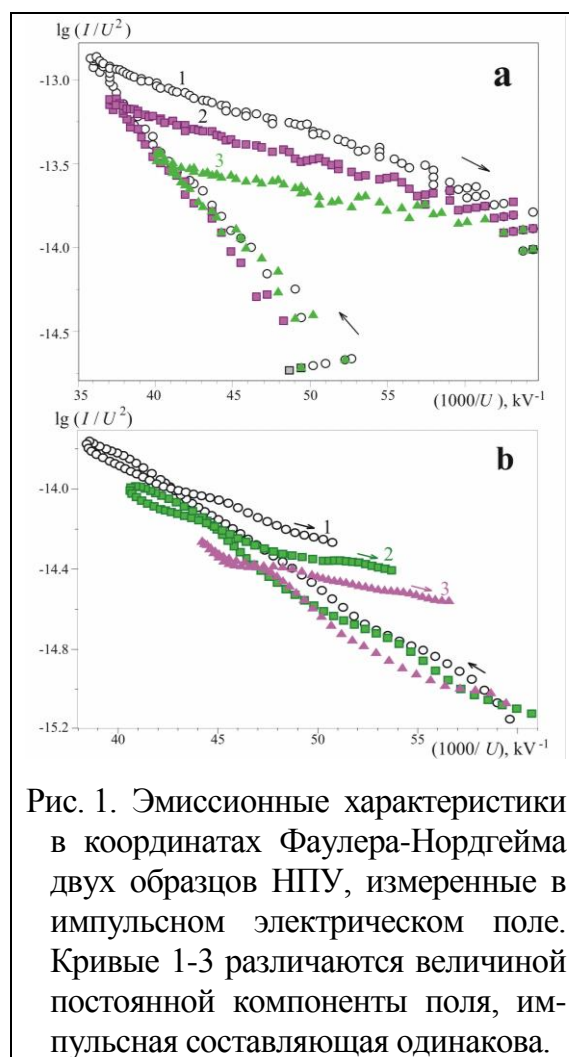 lg (I/U²)
a
-13.0
-13.5
-14.0
-14.5
1
2
3
35 40 45 50 55 60
(1000/U), kV⁻¹
lg (I/U²)
b
-14.0
-14.4
-14.8
-15.2
1
2
3
40 45 50 55
(1000/ U), kV⁻¹
Рис. 1. Эмиссионные характеристики
в координатах Фаулера-Нордгейма
двух образцов НПУ, измеренные в
импульсном электрическом поле.
Кривые 1-3 различаются величиной
постоянной компоненты поля, им-
пульсная составляющая одинакова.